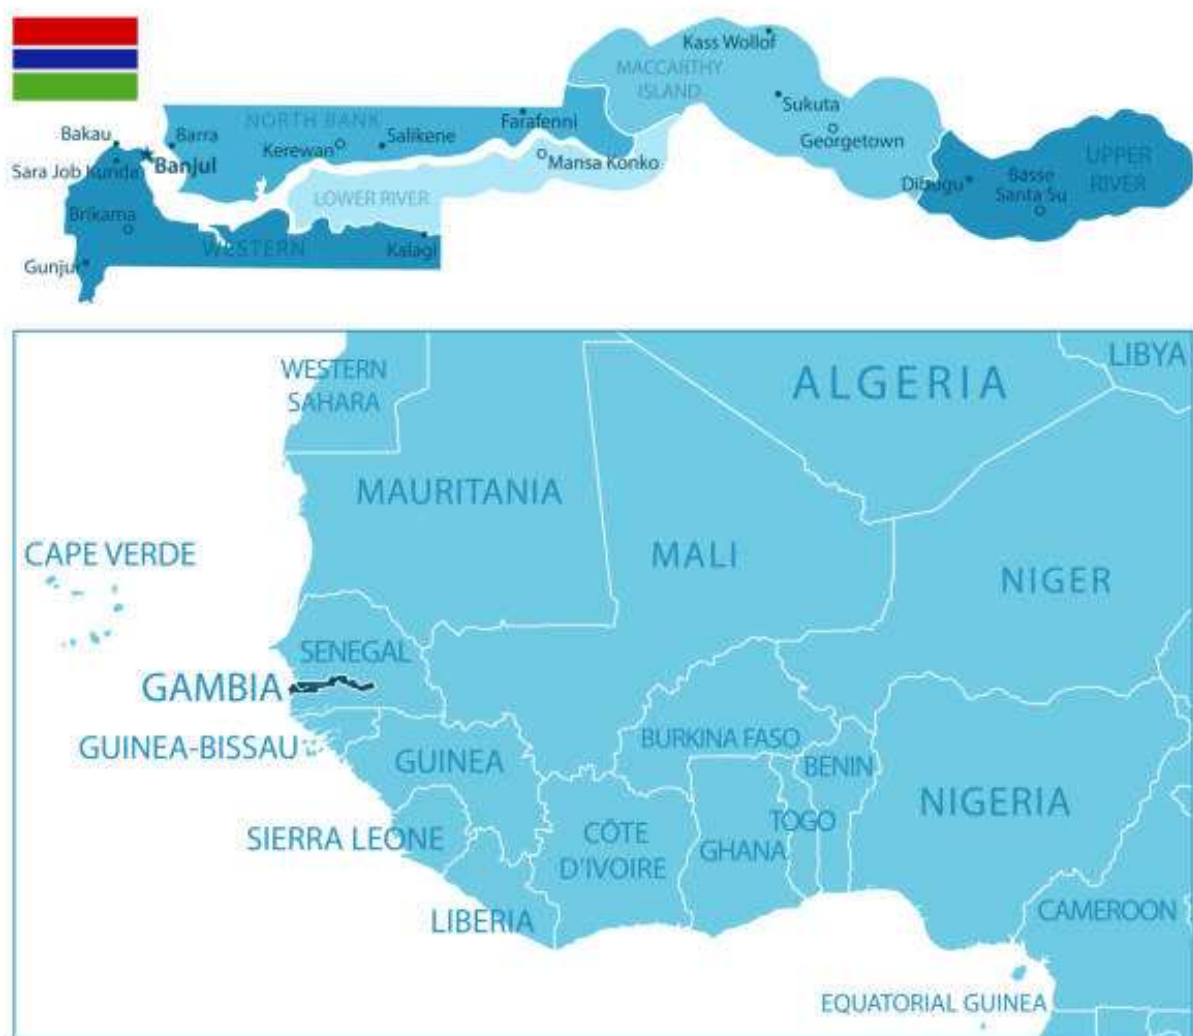 Kass Wollof
MACCARTHY
ISLAND
Sukuta
Georgetown
NORTH BANK
Farafenni
Bakau
Barra
Salikene
Kerewan
Banjul
Sara Job Kunda
Mansa Konko
LOWER RIVER
Brikama
WESTERN
Kalagi
Gunjur
Dibugu
Basse
Santa Su
UPPER
RIVER
WESTERN
SAHARA
ALGERIA
LIBYA
MAURITANIA
CAPE VERDE
MALI
NIGER
SENEGAL
GAMBIA
GUINEA-BISSAU
GUINEA
BURKINA FASO
BENIN
NIGERIA
SIERRA LEONE
CÔTE
D'IVOIRE
GHANA
TOGO
LIBERIA
CAMEROON
EQUATORIAL GUINEA